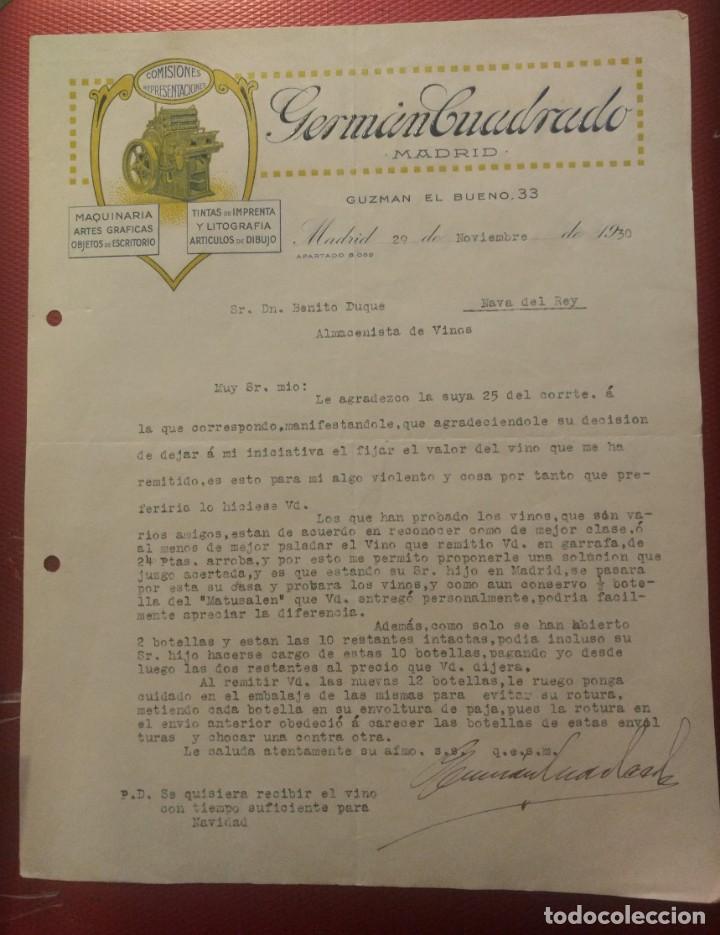 COMISIONES
REPRESENTACIONES
Germán Cuadrado
·MADRID·
GUZMAN EL BUENO, 33
MAQUINARIA
ARTES GRAFICAS
OBJETOS DE ESCRITORIO
TINTAS DE IMPRENTA
Y LITOGRAFIA
ARTICULOS DE DIBUJO
Madrid 29 de Noviembre de 1930
APARTADO 8.069
Sr. Dn. Benito Duque Nava del Rey
Almacenista de Vinos
Muy Sr. mio:
Le agradezco la suya 25 del corrte. á
la que correspondo,manifestandole,que agradeciendole su decision
de dejar á mi iniciativa el fijar el valor del vino que me ha
remitido,es esto para mi algo violento y cosa por tanto que pre-
feriria lo hiciese Vd.
Los que han probado los vinos,que són va-
rios amigos,estan de acuerdo en reconocer como de mejor clase,ó
al menos de mejor paladar el Vino que remitio Vd. en garrafa,de
24 Ptas. arroba,y por esto me permito proponerle una solucion que
juzgo acertada,y es que estando su Sr. hijo en Madrid,se pasara
por esta su casa y probara los vinos,y como aun conservo ½ bote-
lla del "Matusalen" que Vd. entregó personalmente,podria facil-
mente apreciar la diferencia.
Además,como solo se han abierto
2 botellas y estan las 10 restantes intactas,podia incluso su
Sr. hijo hacerse cargo de estas 10 botellas,pagando yo desde
luego las dos restantes al precio que Vd. dijera.
Al remitir Vd. las nuevas 12 botellas,le ruego ponga
cuidado en el embalaje de las mismas para evitar su rotura,
metiendo cada botella en su envoltura de paja,pues la rotura en
el envio anterior obedeció á carecer las botellas de estas envol
turas y chocar una contra otra.
Le saluda atentamente su afmo. s.s. q.e.s.m.
Germán Cuadrado
P.D. Se quisiera recibir el vino
con tiempo suficiente para
Navidad
todocoleccion